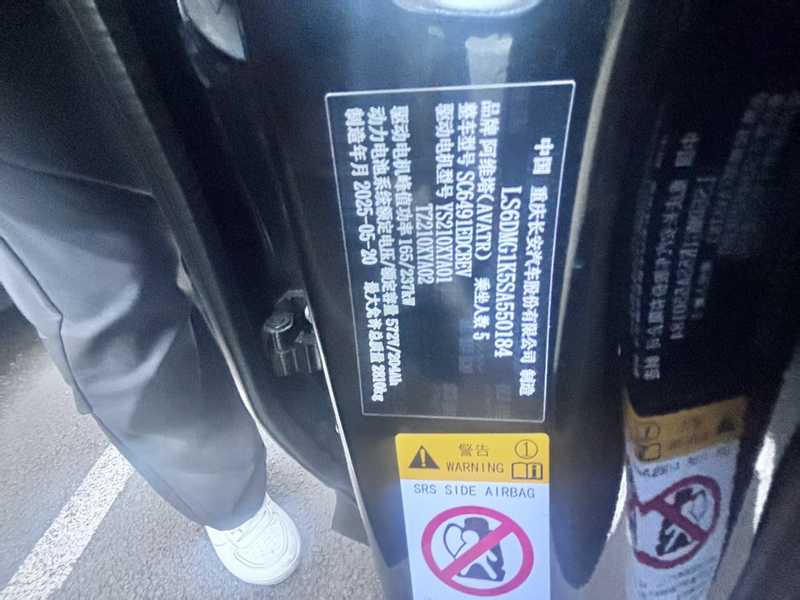 中国 重庆长安汽车股份有限公司 制造
LS6DMG1K5SA550184
品牌 阿维塔(AVATR) 乘坐人数 5
整车型号 SC6491EDCBEV
驱动电机型号 YS210XYA01
TZ210XYA02
驱动电机峰值功率 165/237kW
动力电池系统额定电压/额定容量 572V/204Ah
制造年月 2025-05-20 最大允许总质量 2810kg
警告 1
WARNING i
SRS SIDE AIRBAG